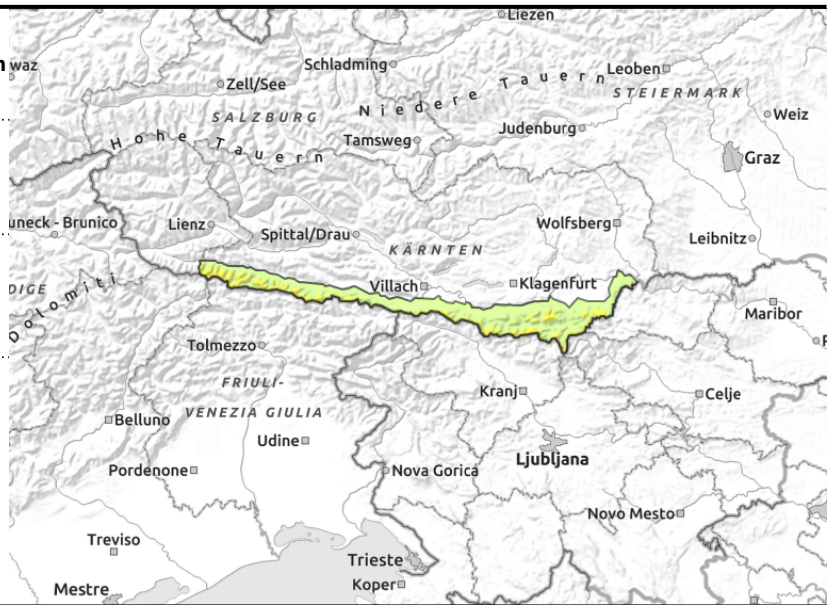 Liezen
n
waz
Schladming
Leoben
Zell/See
Niedere Tauern
STEIERMARK
SALZBURG
Weiz
Judenburg
Tamsweg
Hohe Tauern
Graz
uneck - Brunico
Lienz
Wolfsberg
Spittal/Drau
KÄRNTEN
Leibnitz
DIGE
Villach
Klagenfurt
Dolomiti
Maribor
Tolmezzo
P
FRIULI-
VENEZIA GIULIA
Kranj
Celje
Belluno
Udine
Ljubljana
Pordenone
Nova Gorica
Novo Mesto
Treviso
Trieste
Koper
Mestre